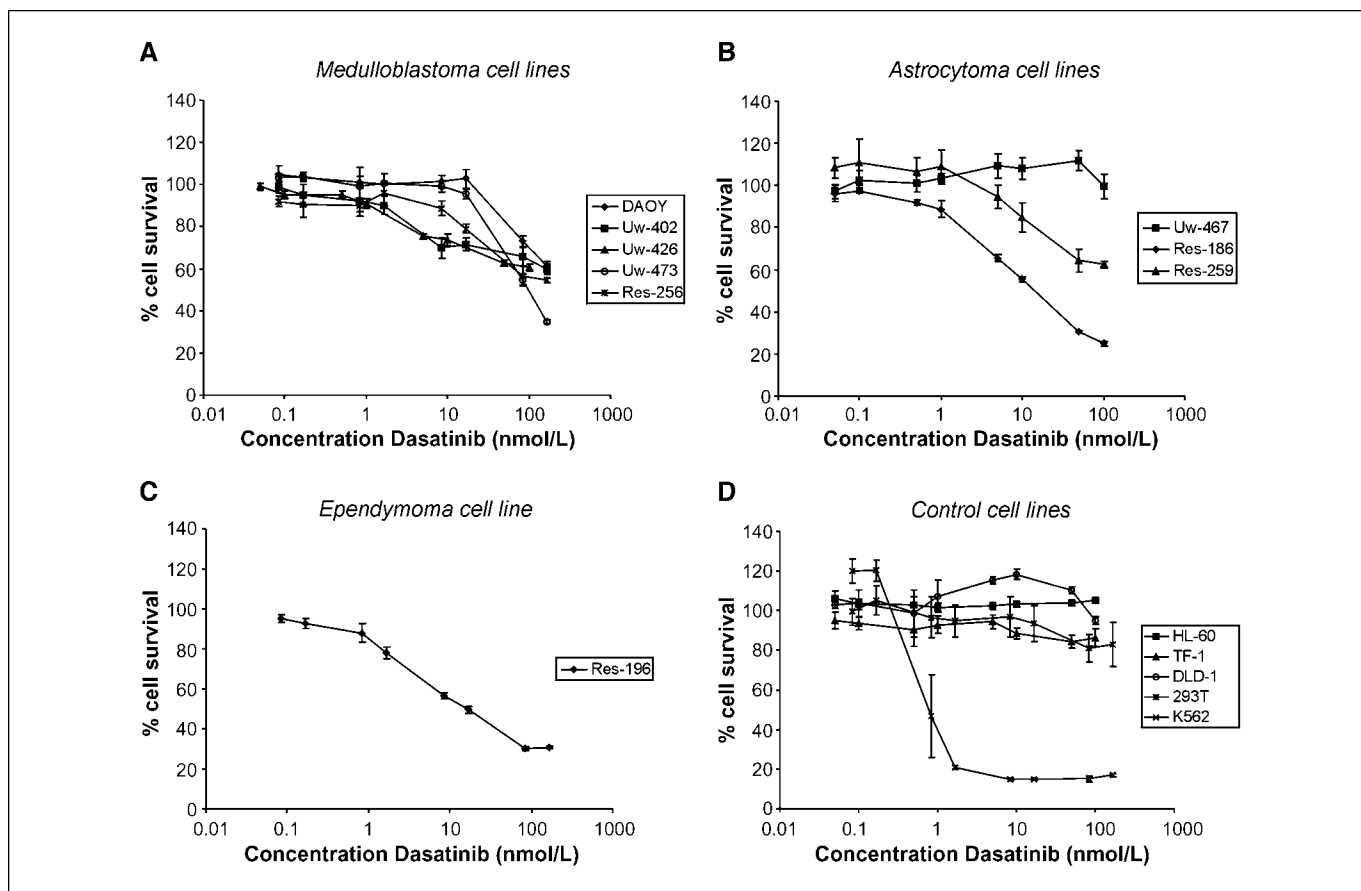 A
Medulloblastoma cell lines
% cell survival
140
120
100
80
60
40
20
0
0.01
0.1
1
10
100
1000
Concentration Dasatinib (nmol/L)
DAOY
Uw-402
Uw-426
Uw-473
Res-256
B
Astrocytoma cell lines
% cell survival
140
120
100
80
60
40
20
0
0.01
0.1
1
10
100
1000
Concentration Dasatinib (nmol/L)
Uw-467
Res-186
Res-259
C
Ependymoma cell line
% cell survival
140
120
100
80
60
40
20
0
0.01
0.1
1
10
100
1000
Concentration Dasatinib (nmol/L)
Res-196
D
Control cell lines
% cell survival
140
120
100
80
60
40
20
0
0.01
0.1
1
10
100
1000
Concentration Dasatinib (nmol/L)
HL-60
TF-1
DLD-1
293T
K562